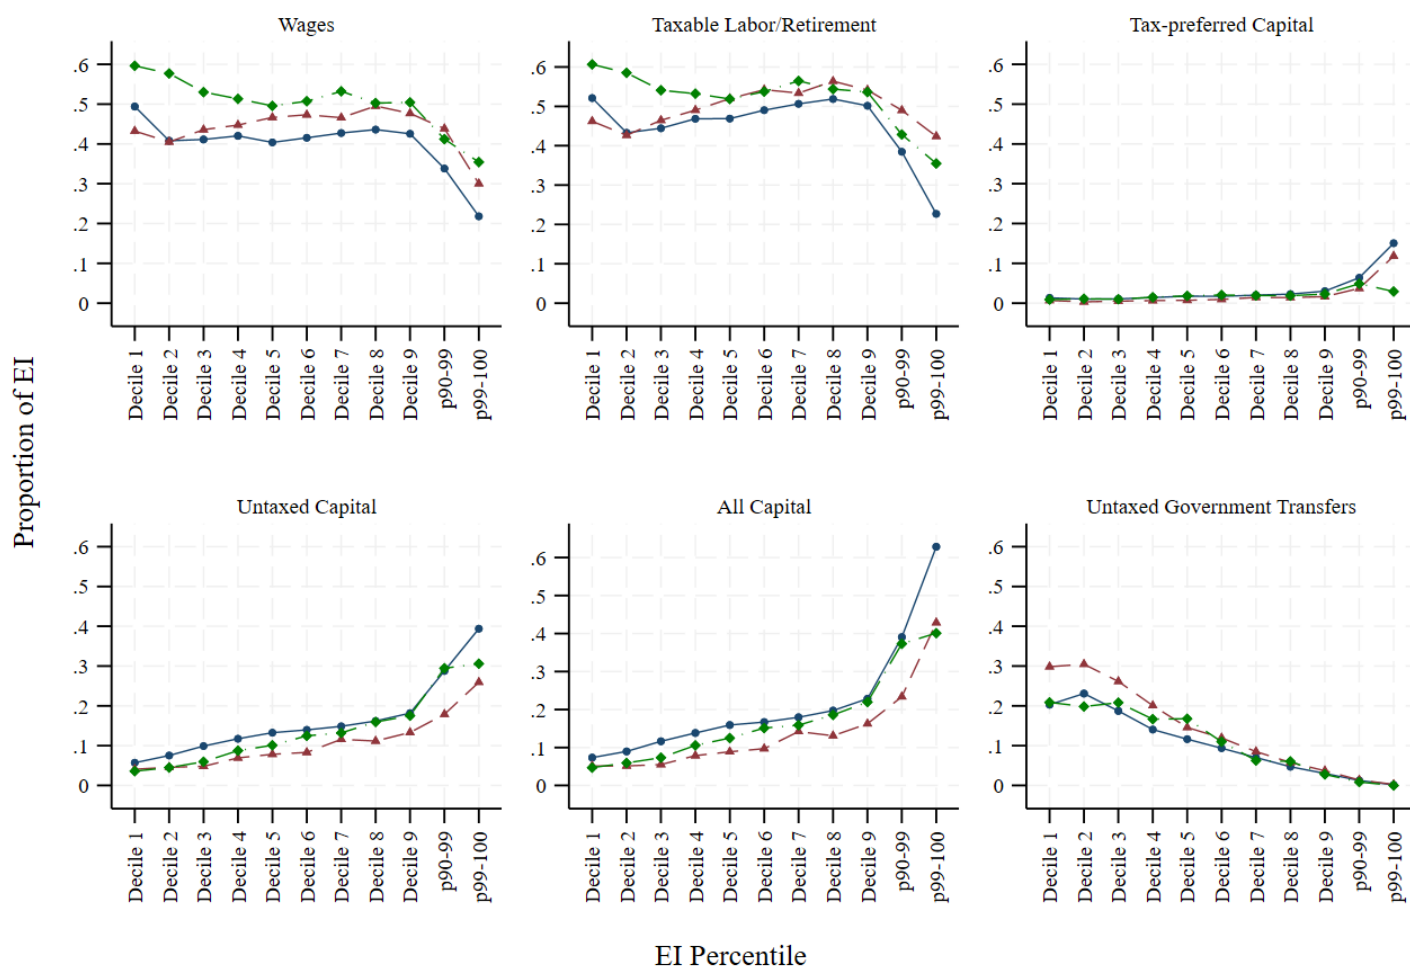 Wages
Taxable Labor/Retirement
Tax-preferred Capital
.6
.5
.4
.3
.2
.1
0
.6
.5
.4
.3
.2
.1
0
.6
.5
.4
.3
.2
.1
0
Decile 1
Decile 2
Decile 3
Decile 4
Decile 5
Decile 6
Decile 7
Decile 8
Decile 9
p90-99
p99-100
Decile 1
Decile 2
Decile 3
Decile 4
Decile 5
Decile 6
Decile 7
Decile 8
Decile 9
p90-99
p99-100
Decile 1
Decile 2
Decile 3
Decile 4
Decile 5
Decile 6
Decile 7
Decile 8
Decile 9
p90-99
p99-100
Proportion of EI
Untaxed Capital
All Capital
Untaxed Government Transfers
.6
.5
.4
.3
.2
.1
0
.6
.5
.4
.3
.2
.1
0
.6
.5
.4
.3
.2
.1
0
Decile 1
Decile 2
Decile 3
Decile 4
Decile 5
Decile 6
Decile 7
Decile 8
Decile 9
p90-99
p99-100
Decile 1
Decile 2
Decile 3
Decile 4
Decile 5
Decile 6
Decile 7
Decile 8
Decile 9
p90-99
p99-100
Decile 1
Decile 2
Decile 3
Decile 4
Decile 5
Decile 6
Decile 7
Decile 8
Decile 9
p90-99
p99-100
EI Percentile